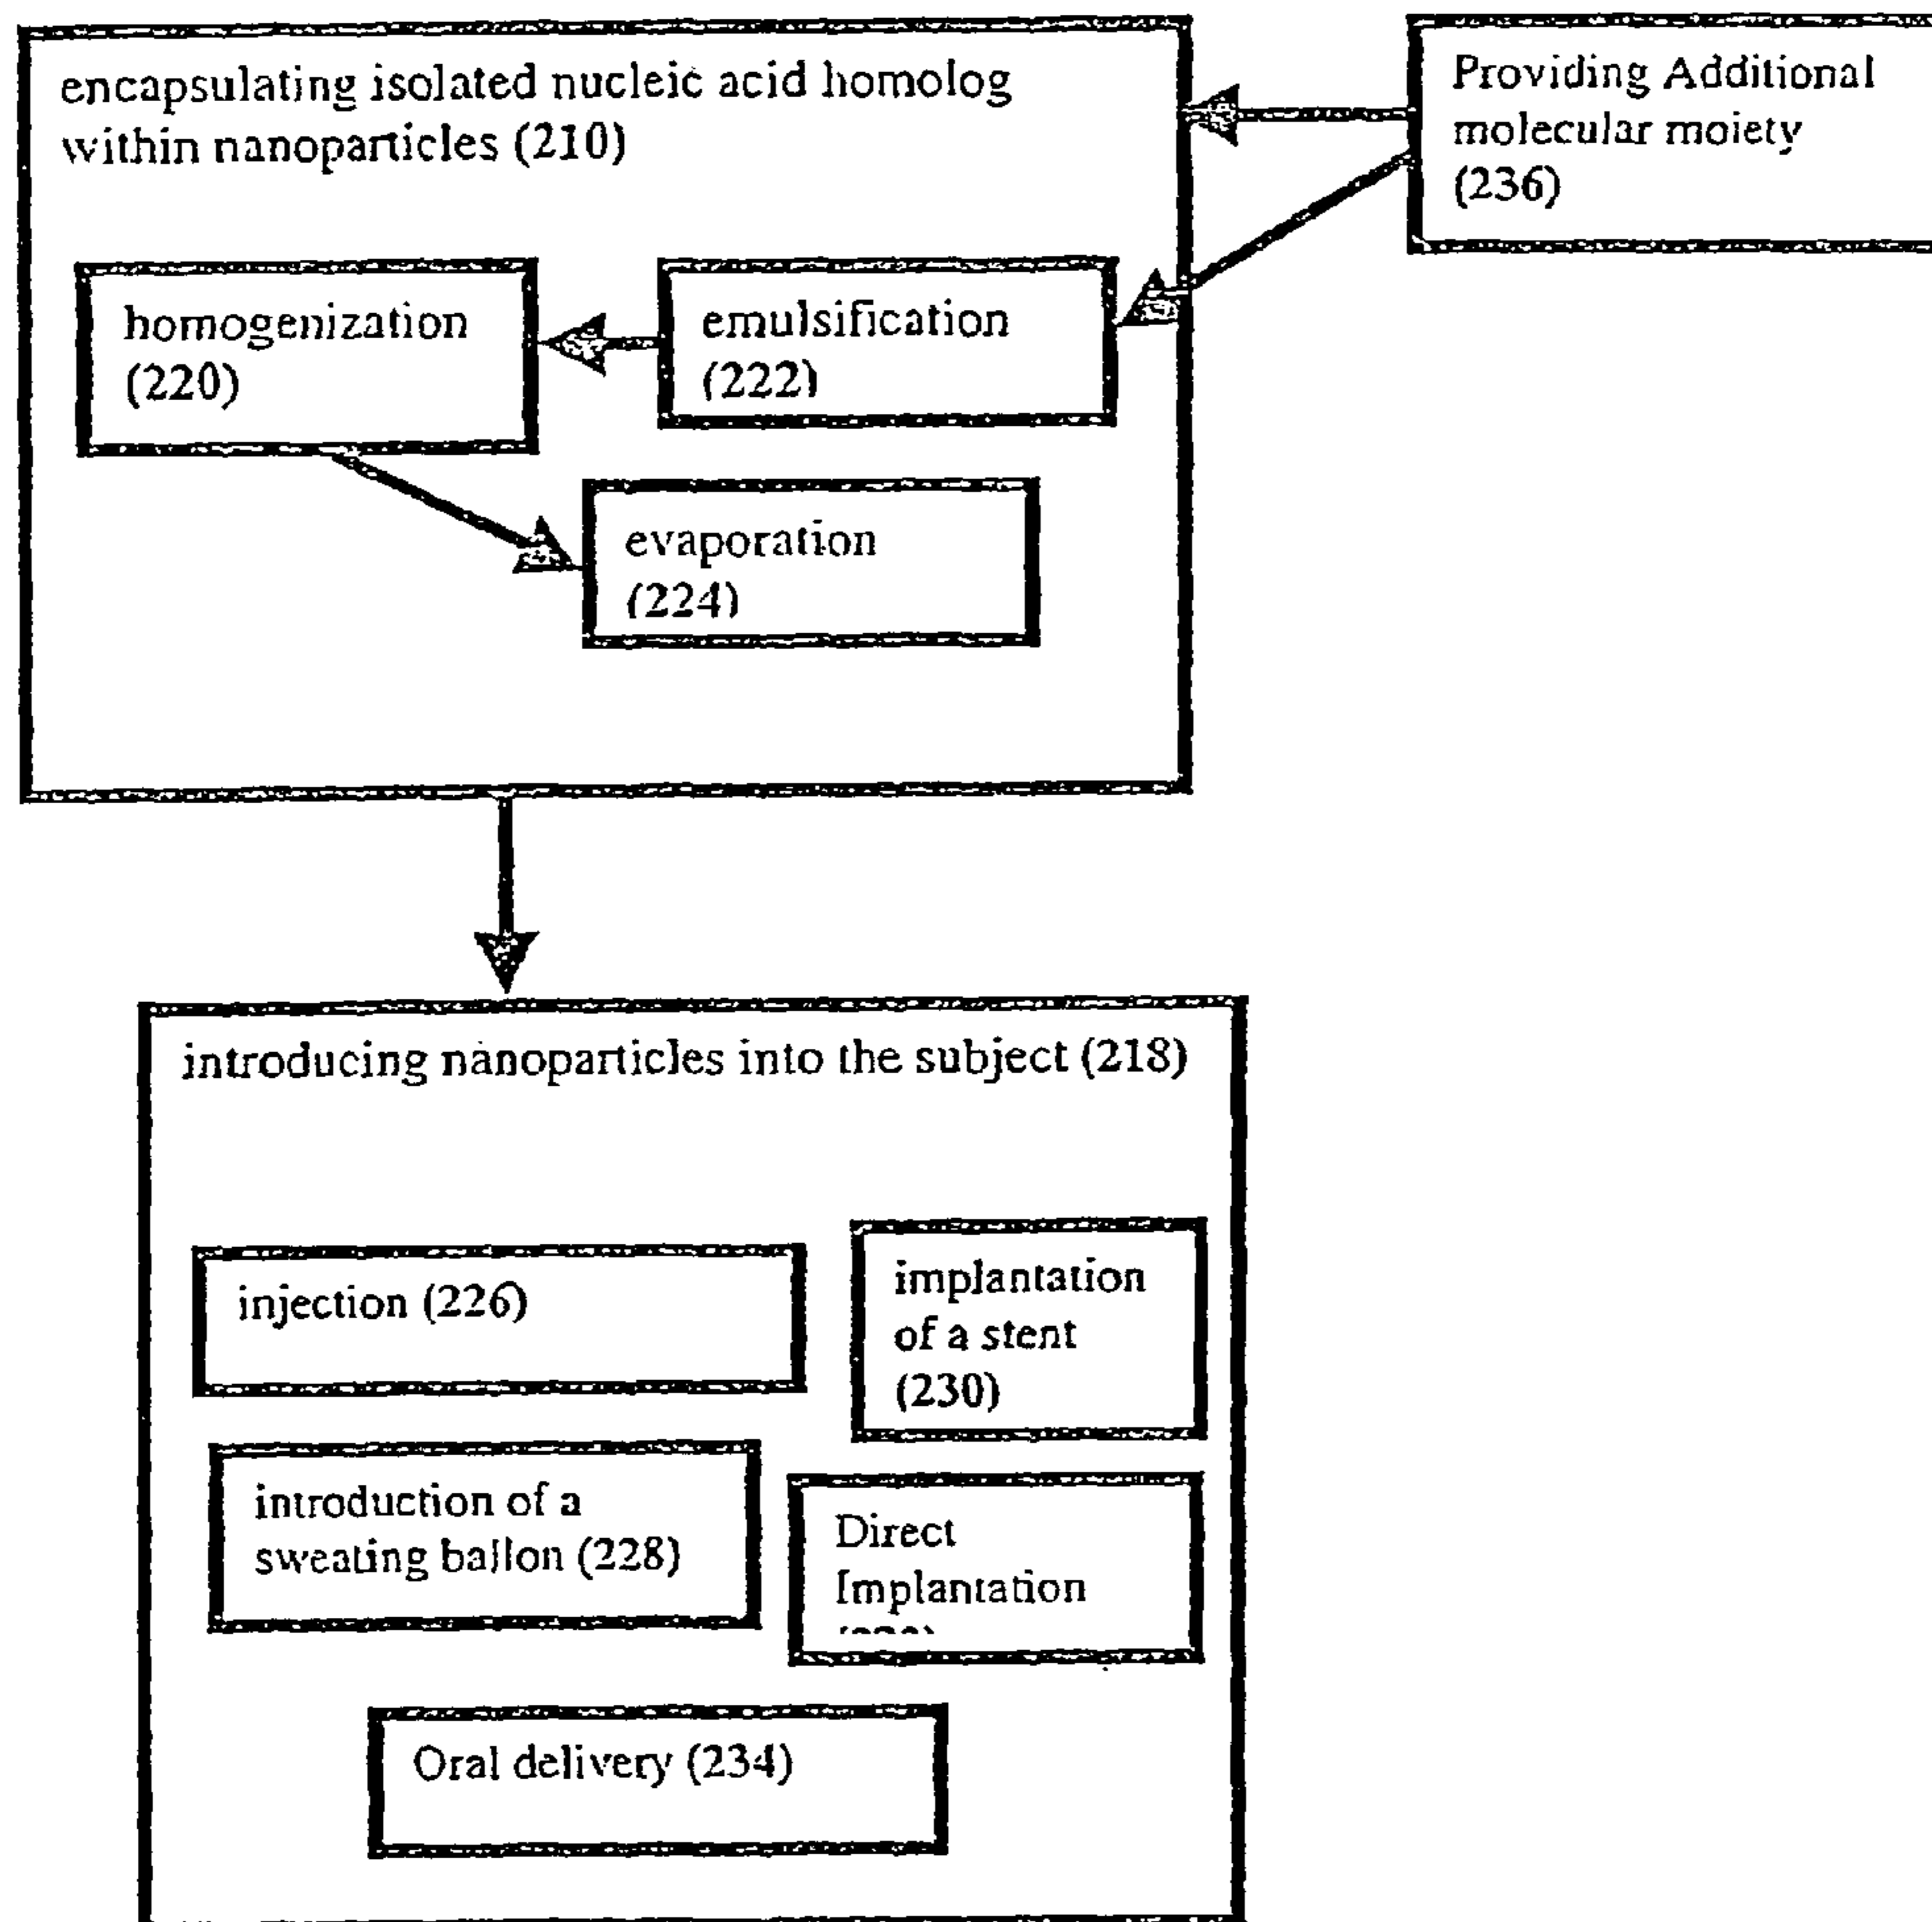 encapsulating isolated nucleic acid homolog
within nanoparticles (210)
Providing Additional
molecular moiety
(236)
homogenization
(220)
emulsification
(222)
evaporation
(224)
introducing nanoparticles into the subject (218)
injection (226)
implantation
of a stent
(230)
introduction of a
sweating ballon (228)
Direct
Implantation
Oral delivery (234)